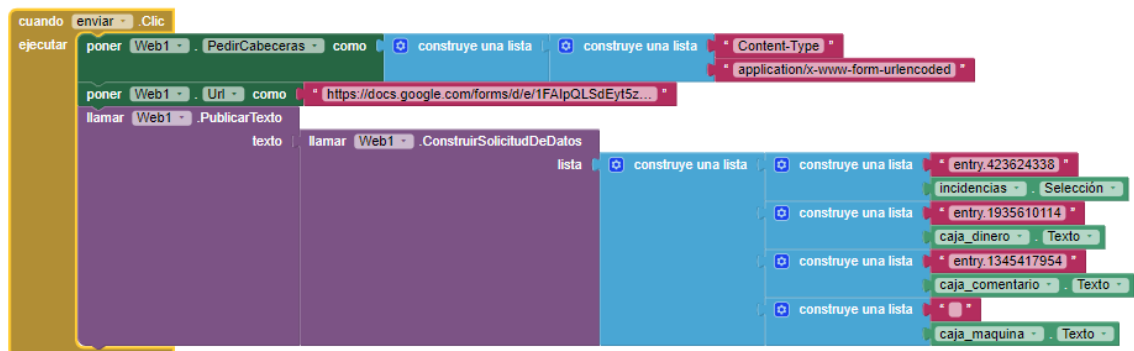 cuando enviar .Clic
ejecutar poner Web1 . PedirCabeceras como construye una lista construye una lista " Content-Type "
" application/x-www-form-urlencoded "
poner Web1 . Url como " https://docs.google.com/forms/d/e/1FAIpQLSdEyt5z... "
llamar Web1 .PublicarTexto
texto llamar Web1 .ConstruirSolicitudDeDatos
lista construye una lista construye una lista " entry.423624338 "
incidencias . Selección
construye una lista " entry.1935610114 "
caja_dinero . Texto
construye una lista " entry.1345417954 "
caja_comentario . Texto
construye una lista " "
caja_maquina . Texto